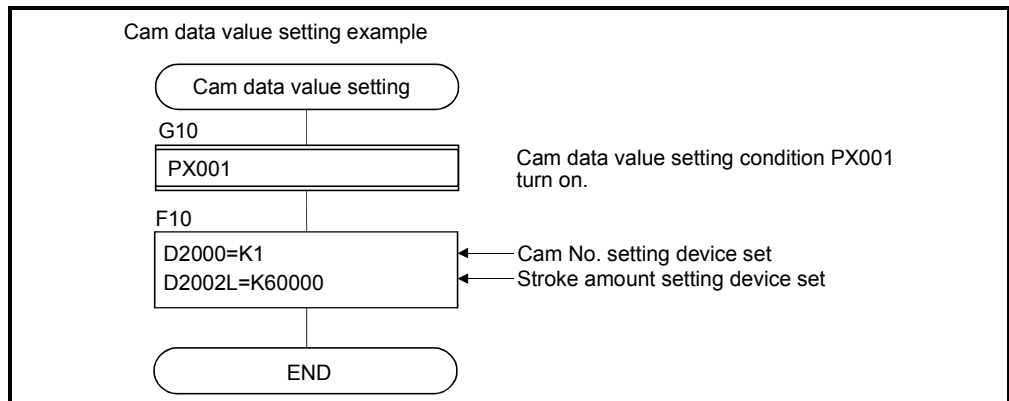 Cam data value setting example
Cam data value setting
G10
PX001
Cam data value setting condition PX001
turn on.
F10
D2000=K1
D2002L=K60000
Cam No. setting device set
Stroke amount setting device set
END